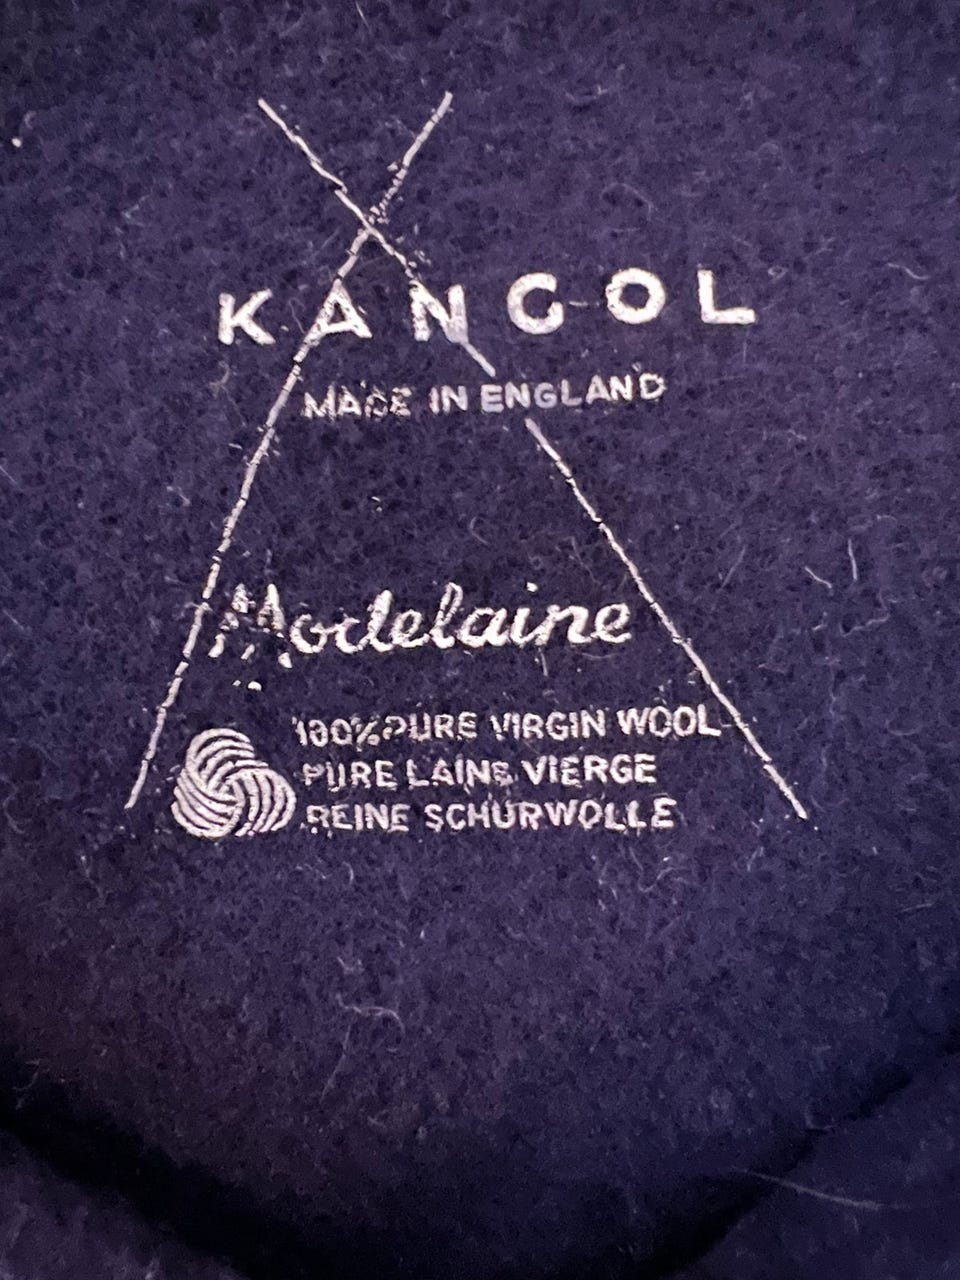 KANGOL
MADE IN ENGLAND
Modelaine
100% PURE VIRGIN WOOL
PURE LAINE VIERGE
REINE SCHURWOLLE